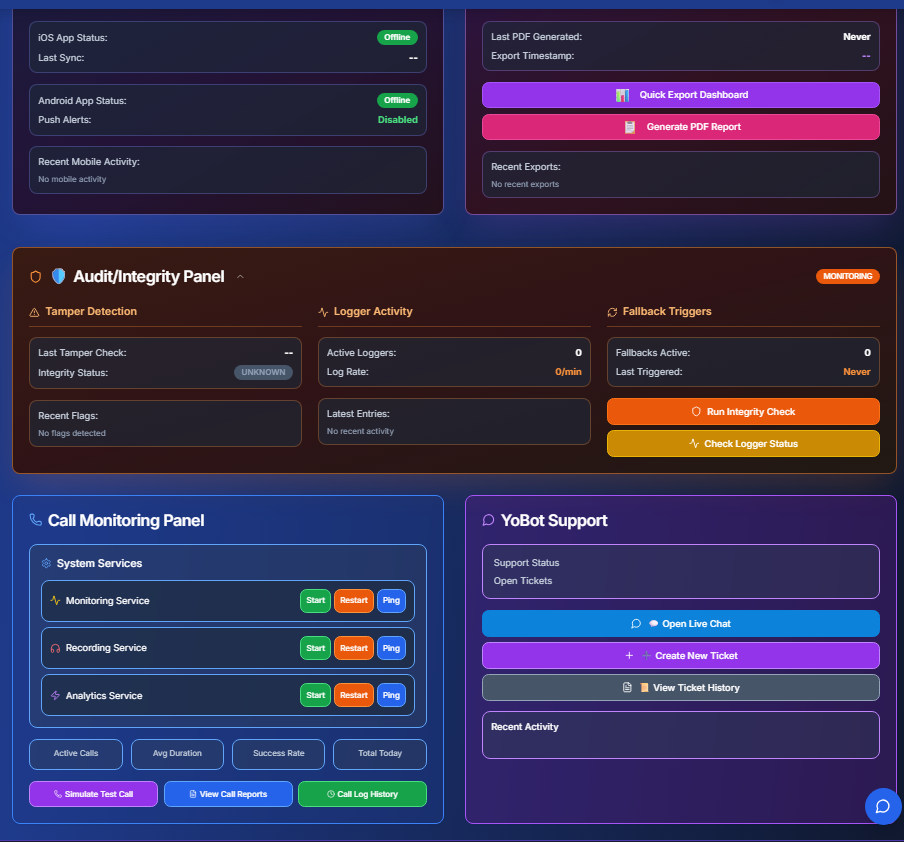 iOS App Status: Offline
Last Sync: --
Android App Status: Offline
Push Alerts: Disabled
Recent Mobile Activity:
No mobile activity
Last PDF Generated: Never
Export Timestamp: --
Quick Export Dashboard
Generate PDF Report
Recent Exports:
No recent exports
Audit/Integrity Panel
MONITORING
Tamper Detection
Last Tamper Check: --
Integrity Status: UNKNOWN
Recent Flags:
No flags detected
Logger Activity
Active Loggers: 0
Log Rate: 0/min
Latest Entries:
No recent activity
Fallback Triggers
Fallbacks Active: 0
Last Triggered: Never
Run Integrity Check
Check Logger Status
Call Monitoring Panel
System Services
Monitoring Service Start Restart Ping
Recording Service Start Restart Ping
Analytics Service Start Restart Ping
Active Calls Avg Duration Success Rate Total Today
Simulate Test Call View Call Reports Call Log History
YoBot Support
Support Status
Open Tickets
Open Live Chat
Create New Ticket
View Ticket History
Recent Activity